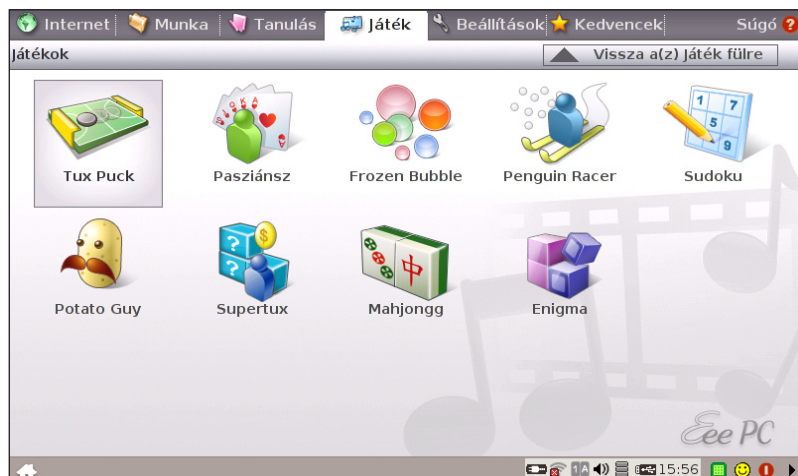 Internet Munka Tanulás Játék Beállítások Kedvencek Súgó ?
Játékok Vissza a(z) Játék fülre
Tux Puck Pasziánsz Frozen Bubble Penguin Racer Sudoku
Potato Guy Supertux Mahjongg Enigma
Eee PC
1A 15:56